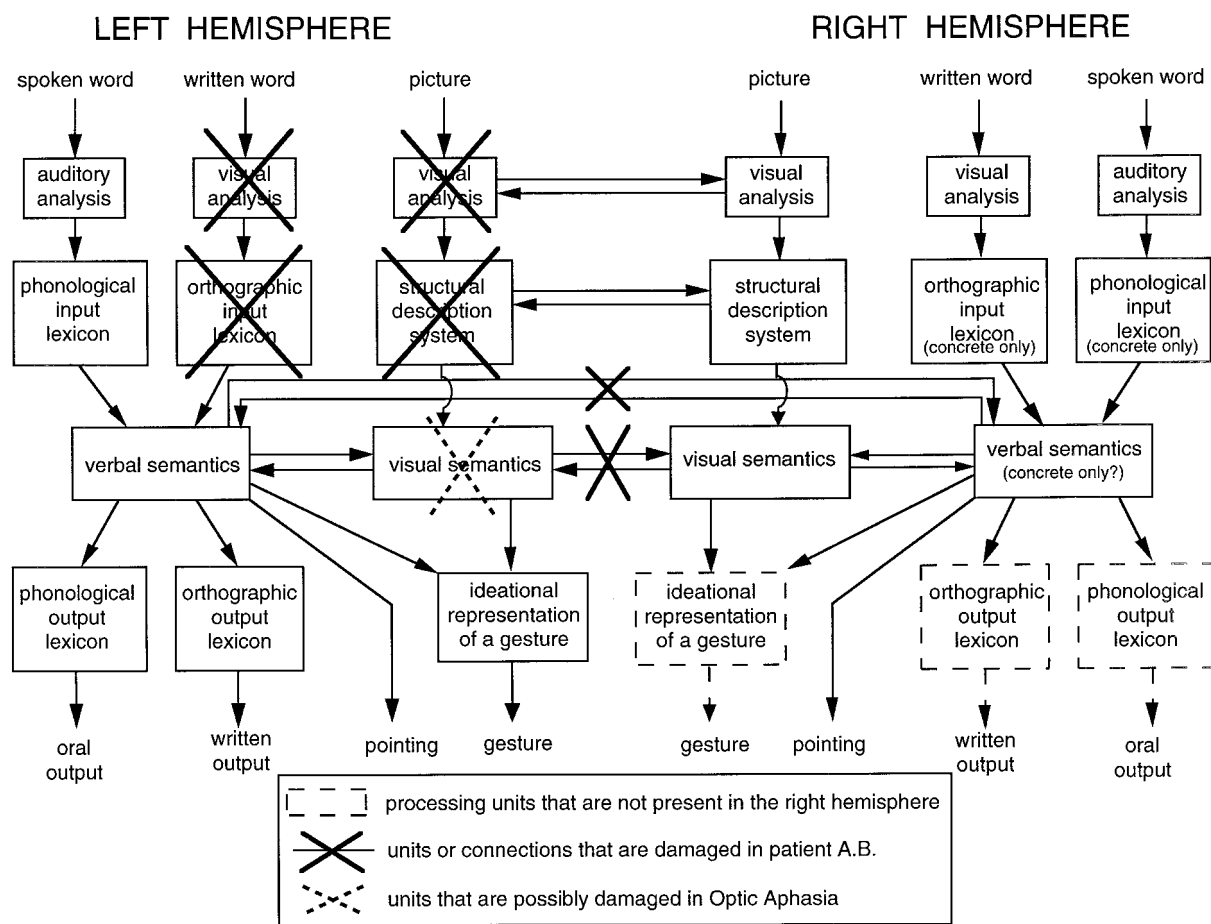 LEFT HEMISPHERE
RIGHT HEMISPHERE
spoken word
written word
picture
picture
written word
spoken word
auditory
analysis
visual
analysis
visual
analysis
visual
analysis
visual
analysis
auditory
analysis
phonological
input
lexicon
orthographic
input
lexicon
structural
description
system
structural
description
system
orthographic
input
lexicon
(concrete only)
phonological
input
lexicon
(concrete only)
verbal semantics
visual semantics
visual semantics
verbal semantics
(concrete only?)
phonological
output
lexicon
orthographic
output
lexicon
ideational
representation
of a gesture
ideational
representation
of a gesture
orthographic
output
lexicon
phonological
output
lexicon
oral
output
written
output
pointing
gesture
gesture
pointing
written
output
oral
output
processing units that are not present in the right hemisphere
units or connections that are damaged in patient A.B.
units that are possibly damaged in Optic Aphasia